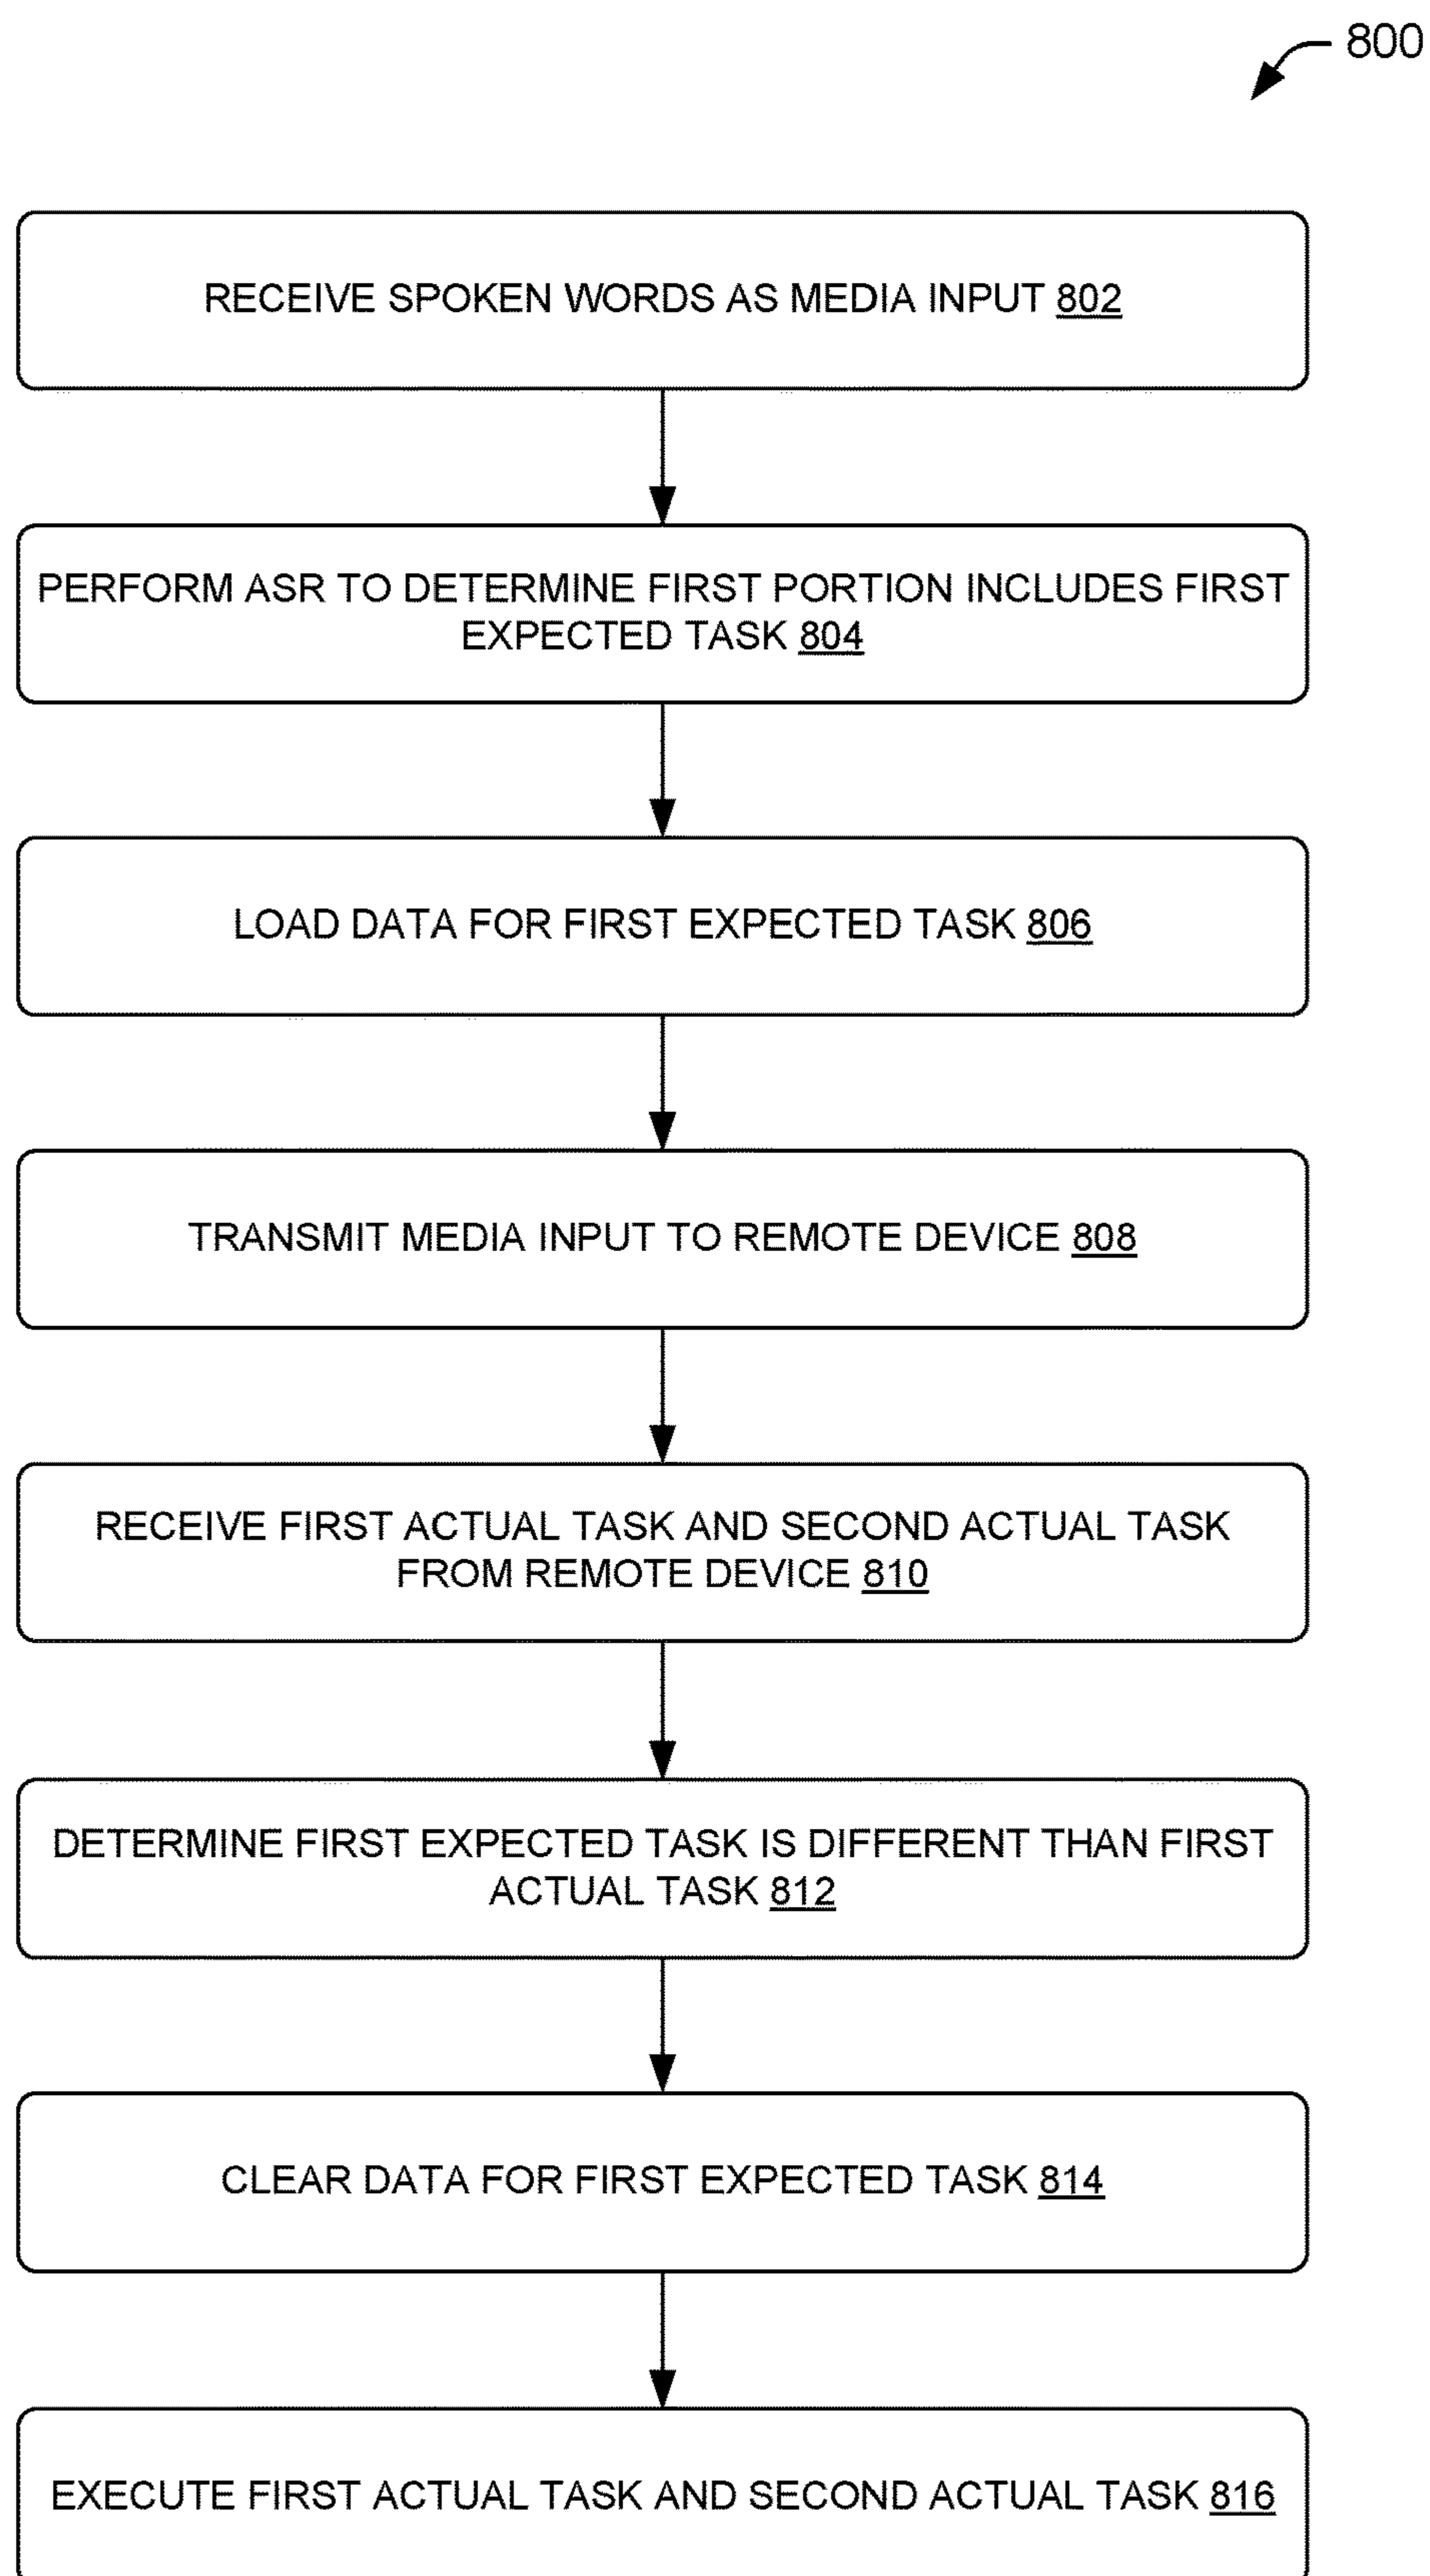 800
RECEIVE SPOKEN WORDS AS MEDIA INPUT 802
PERFORM ASR TO DETERMINE FIRST PORTION INCLUDES FIRST
EXPECTED TASK 804
LOAD DATA FOR FIRST EXPECTED TASK 806
TRANSMIT MEDIA INPUT TO REMOTE DEVICE 808
RECEIVE FIRST ACTUAL TASK AND SECOND ACTUAL TASK
FROM REMOTE DEVICE 810
DETERMINE FIRST EXPECTED TASK IS DIFFERENT THAN FIRST
ACTUAL TASK 812
CLEAR DATA FOR FIRST EXPECTED TASK 814
EXECUTE FIRST ACTUAL TASK AND SECOND ACTUAL TASK 816